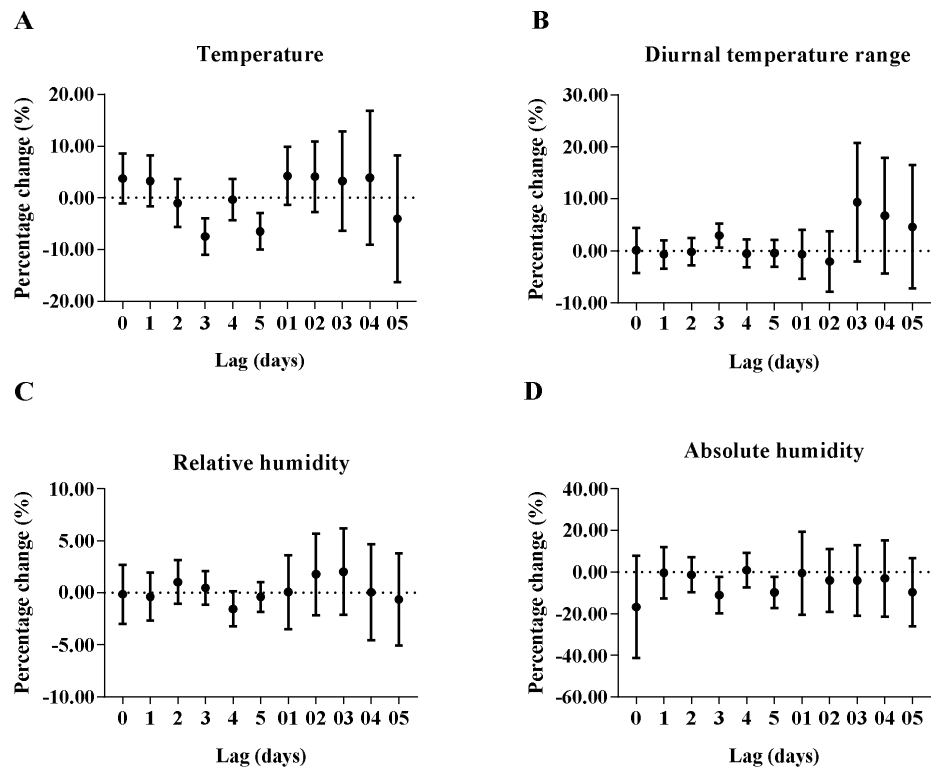 A
Temperature
Percentage change (%)
20.00
10.00
0.00
-10.00
-20.00
0 1 2 3 4 5 01 02 03 04 05
Lag (days)
B
Diurnal temperature range
Percentage change (%)
30.00
20.00
10.00
0.00
-10.00
0 1 2 3 4 5 01 02 03 04 05
Lag (days)
C
Relative humidity
Percentage change (%)
10.00
5.00
0.00
-5.00
-10.00
0 1 2 3 4 5 01 02 03 04 05
Lag (days)
D
Absolute humidity
Percentage change (%)
40.00
20.00
0.00
-20.00
-40.00
-60.00
0 1 2 3 4 5 01 02 03 04 05
Lag (days)